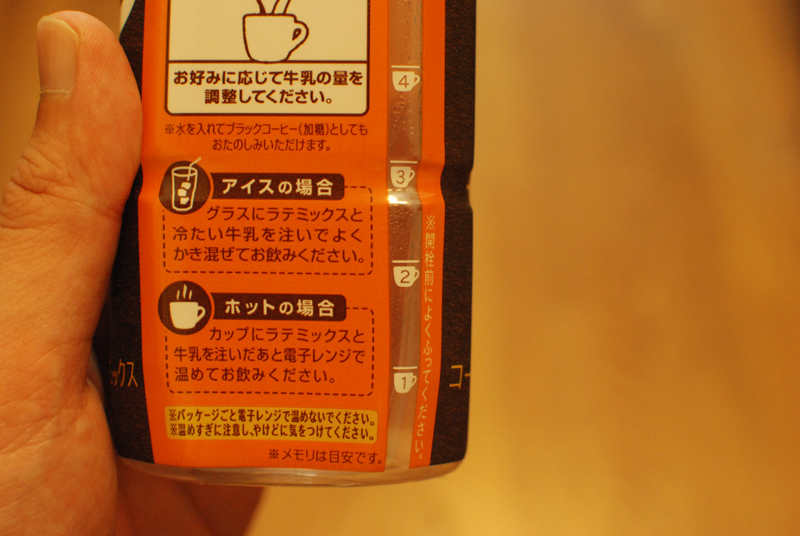 お好みに応じて牛乳の量を
調整してください。
※水を入れてブラックコーヒー(加糖)としても
おたのしみいただけます。
アイスの場合
グラスにラテミックスと
冷たい牛乳を注いでよく
かき混ぜてお飲みください。
ホットの場合
カップにラテミックスと
牛乳を注いだあと電子レンジで
温めてお飲みください。
※パッケージごと電子レンジで温めないでください。
※温めすぎに注意し、やけどに気をつけてください。
※メモリは目安です。
4
3
2
1
※開栓前によくふってください。
ックス
コー